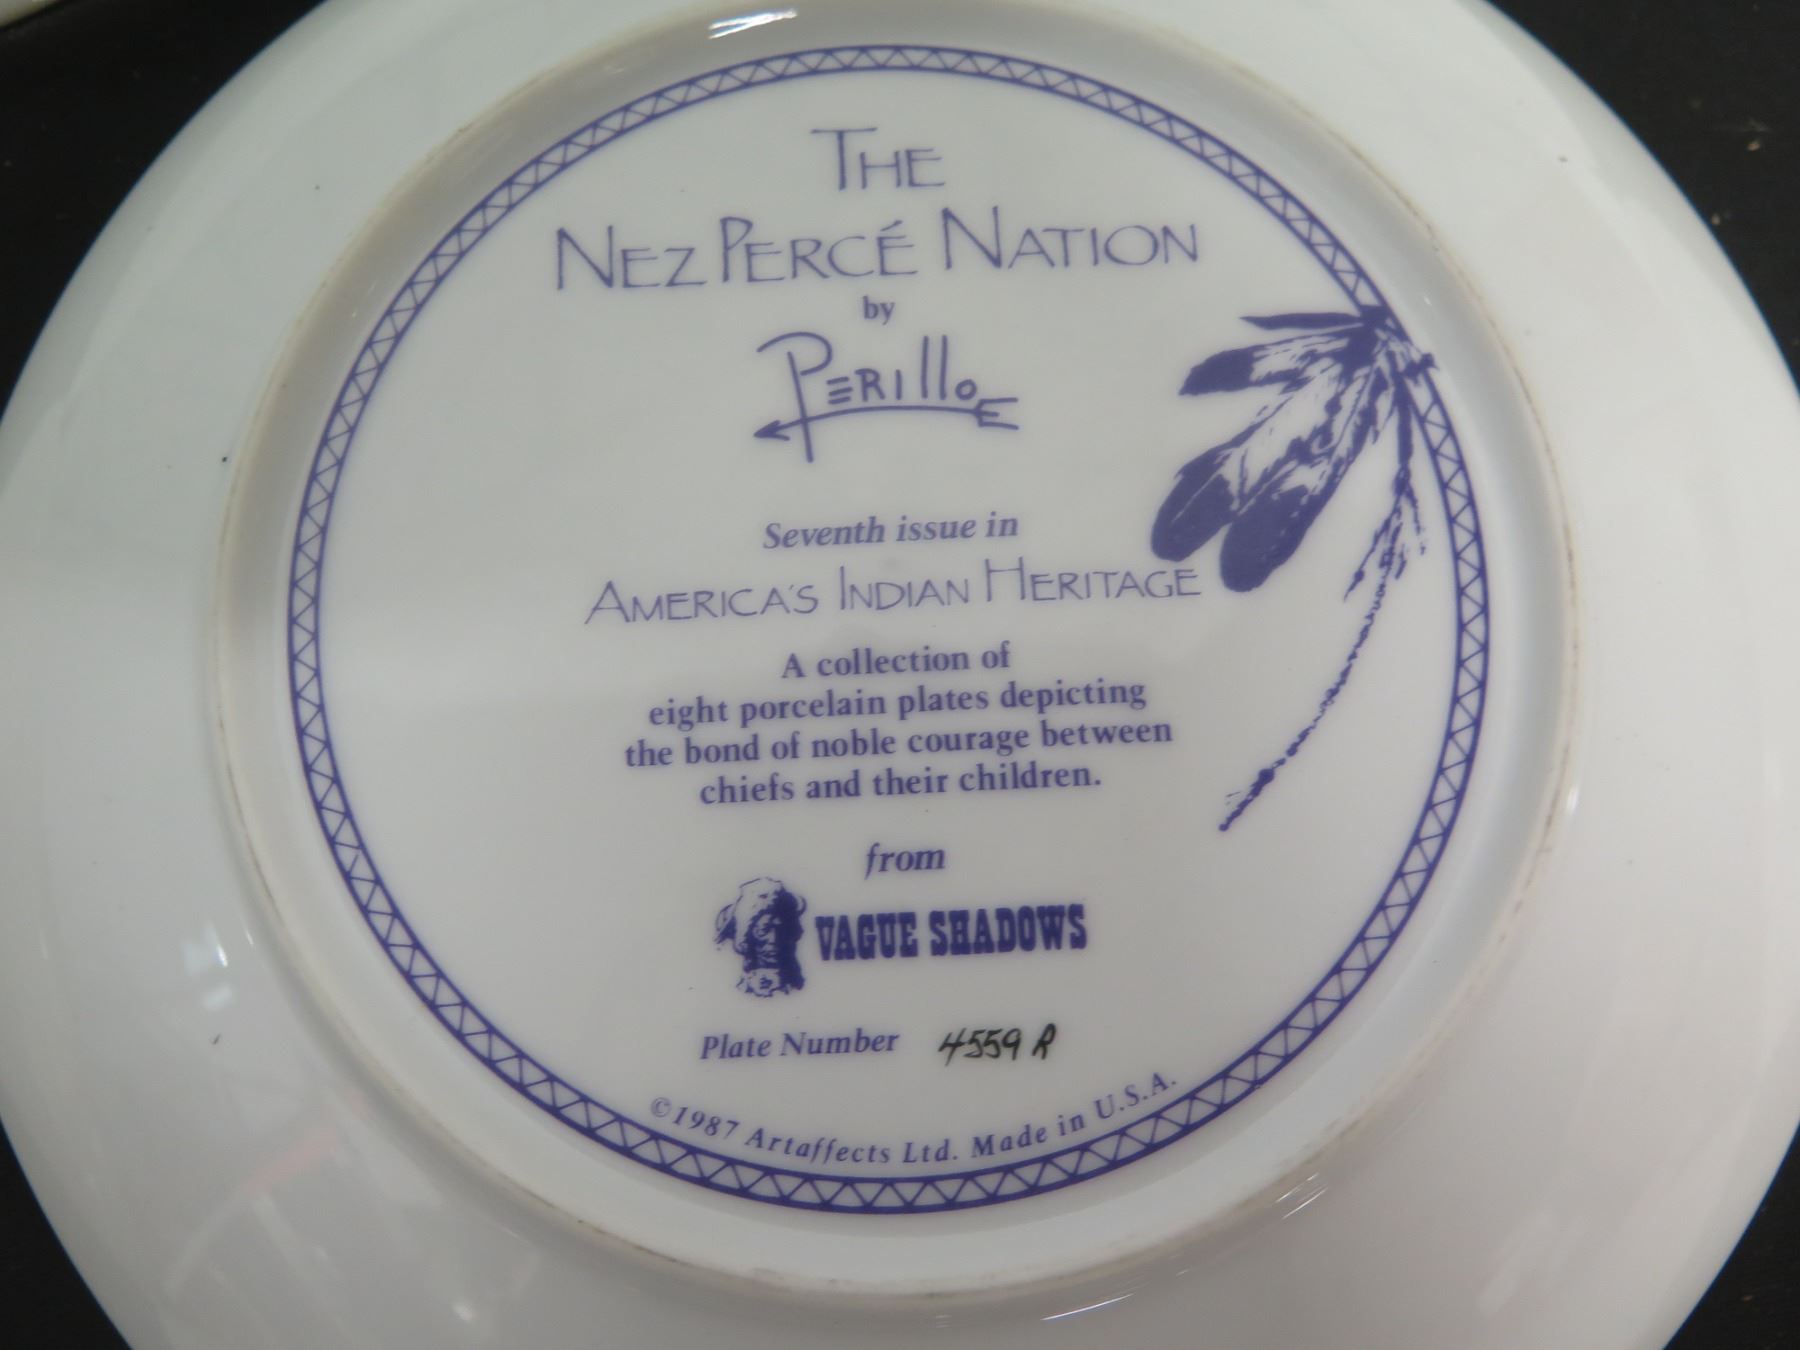 THE
NEZ PERCÉ NATION
by
PERILLO
Seventh issue in
AMERICA'S INDIAN HERITAGE
A collection of
eight porcelain plates depicting
the bond of noble courage between
chiefs and their children.
from
VAGUE SHADOWS
Plate Number 4559 R
©1987 Artaffects Ltd. Made in U.S.A.